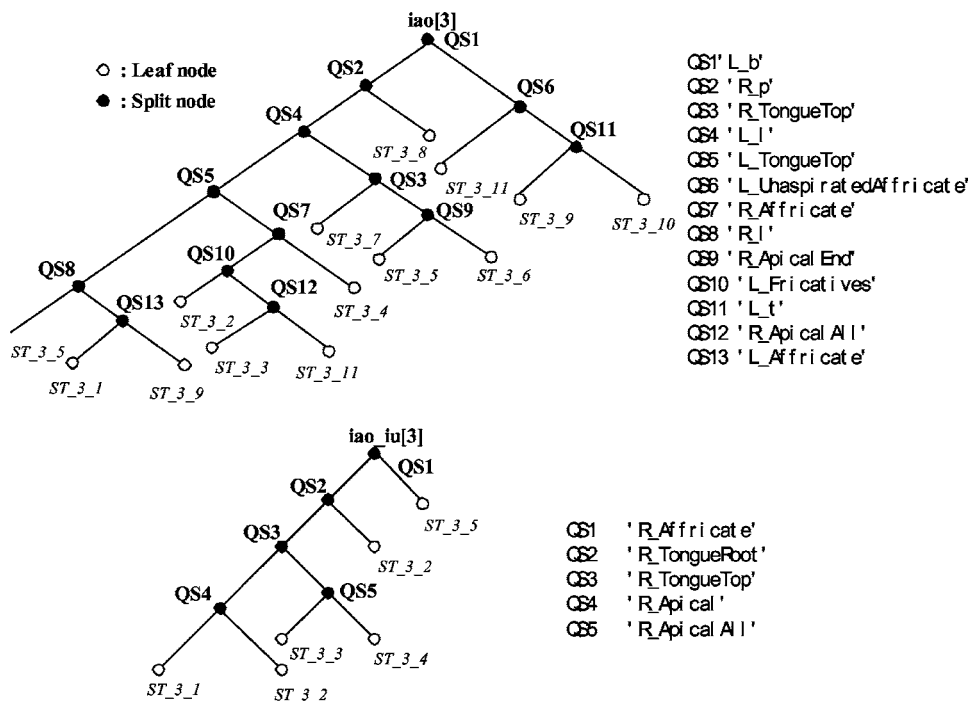 iao[3]
QS1
○ : Leaf node
● : Split node
QS2
QS6
QS4
QS11
ST_3_8
QS5
QS3
ST_3_11
QS7
QS9
ST_3_9
ST_3_10
ST_3_7
QS8
QS10
ST_3_5
ST_3_6
QS12
QS13
ST_3_2
ST_3_4
ST_3_5
ST_3_3
ST_3_11
ST_3_1
ST_3_9
QS1' L_b'
QS2 ' R_p'
QS3 ' R_TongueTop'
QS4 ' L_l'
QS5 ' L_TongueTop'
QS6 ' L_UnaspiratedAffricate'
QS7 ' R_Affricate'
QS8 ' R_l'
QS9 ' R_ApicalEnd'
QS10 ' L_Fricatives'
QS11 ' L_t'
QS12 ' R_ApicalAll'
QS13 ' L_Affricate'
iao_iu[3]
QS1
QS2
ST_3_5
QS3
ST_3_2
QS4
QS5
ST_3_3
ST_3_4
ST_3_1
ST_3_2
QS1 ' R_Affricate'
QS2 ' R_TongueRoot'
QS3 ' R_TongueTop'
QS4 ' R_Apical'
QS5 ' R_ApicalAll'